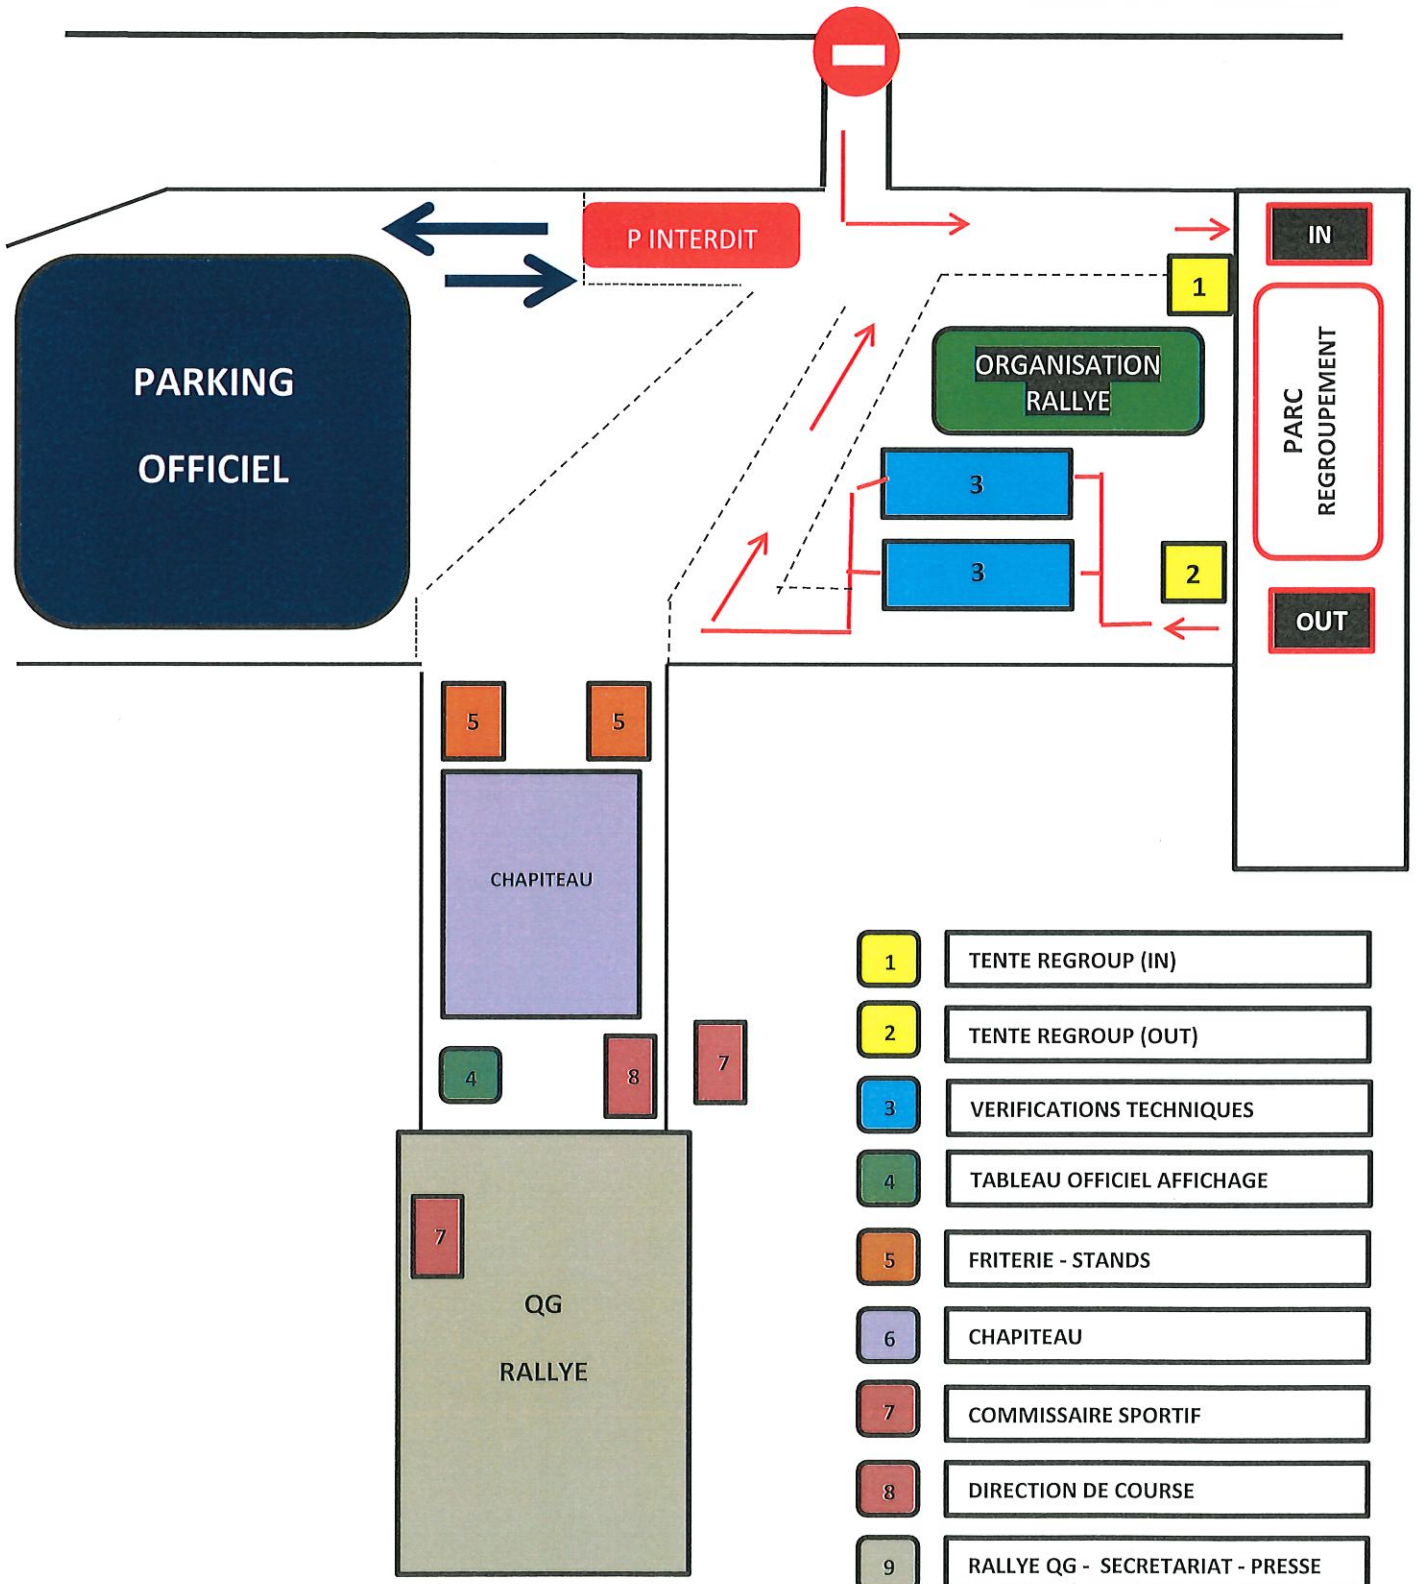 P INTERDIT
IN
1
PARKING
OFFICIEL
ORGANISATION
RALLYE
PARC
REGROUPEMENT
3
3
2
OUT
5
5
CHAPITEAU
4
8
7
7
QG
RALLYE
1 TENTE REGROUP (IN)
2 TENTE REGROUP (OUT)
3 VERIFICATIONS TECHNIQUES
4 TABLEAU OFFICIEL AFFICHAGE
5 FRITERIE - STANDS
6 CHAPITEAU
7 COMMISSAIRE SPORTIF
8 DIRECTION DE COURSE
9 RALLYE QG - SECRETARIAT - PRESSE